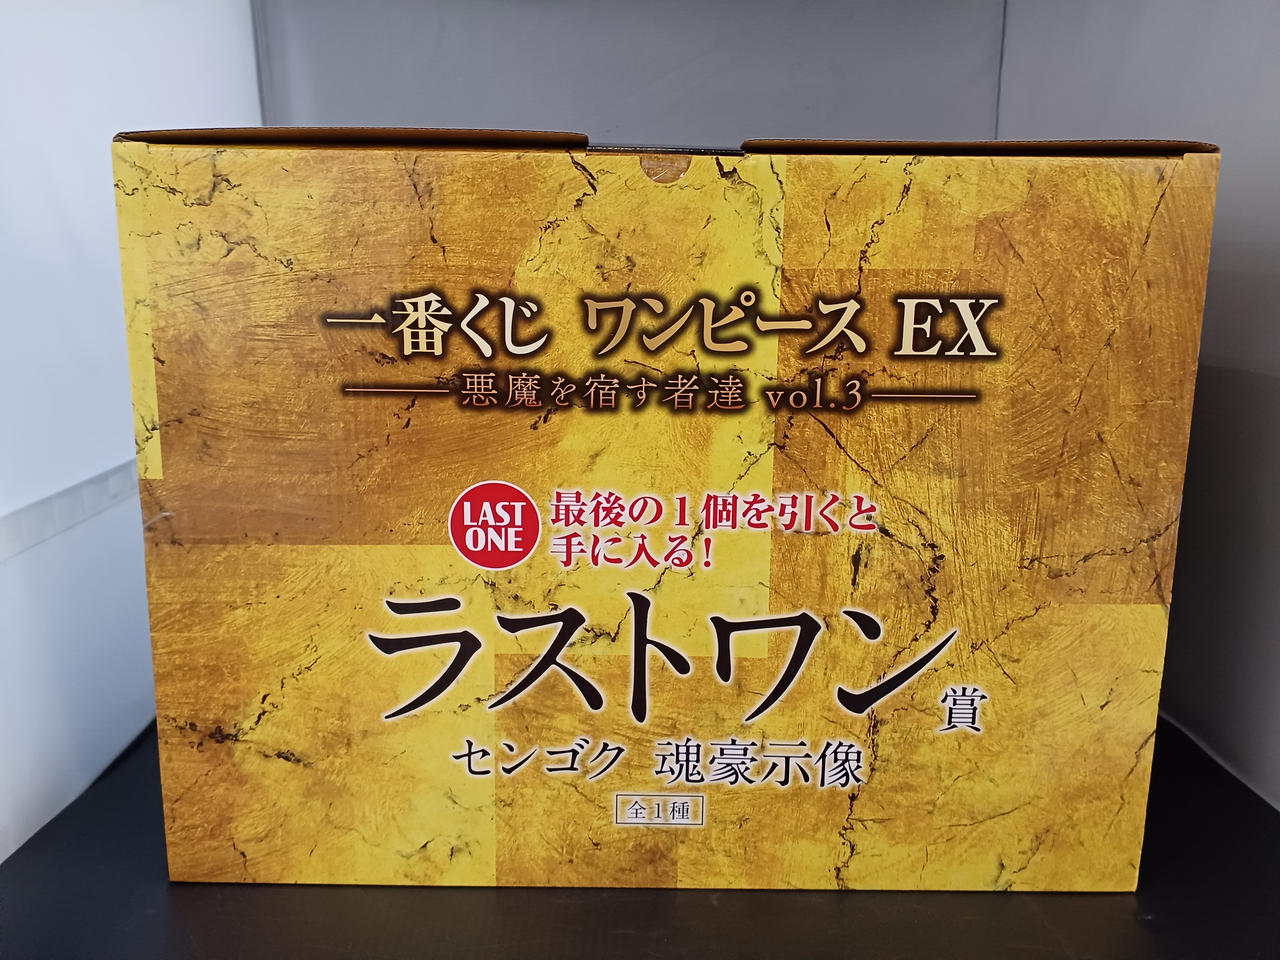 一番くじ ワンピース EX
悪魔を宿す者達 vol.3
LAST
ONE
最後の1個を引くと
手に入る!
ラストワン賞
センゴク 魂豪示像
全1種